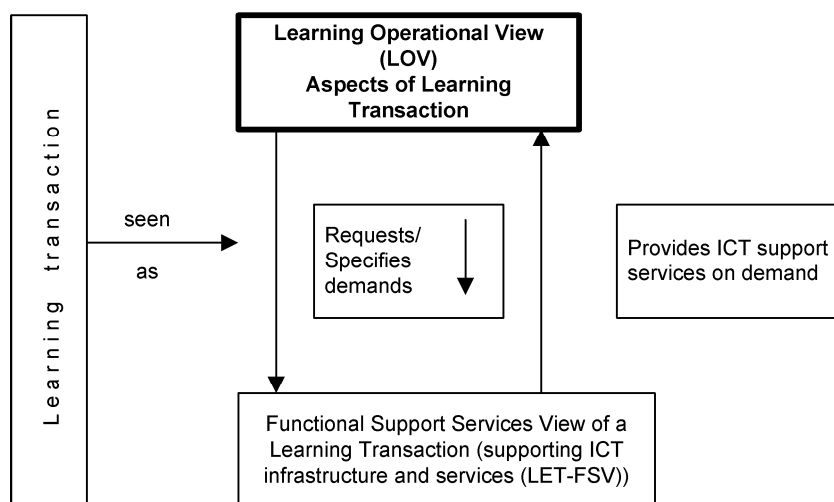 Learning transaction
Learning Operational View
(LOV)
Aspects of Learning
Transaction
seen
as
Requests/
Specifies
demands
Provides ICT support
services on demand
Functional Support Services View of a
Learning Transaction (supporting ICT
infrastructure and services (LET-FSV))